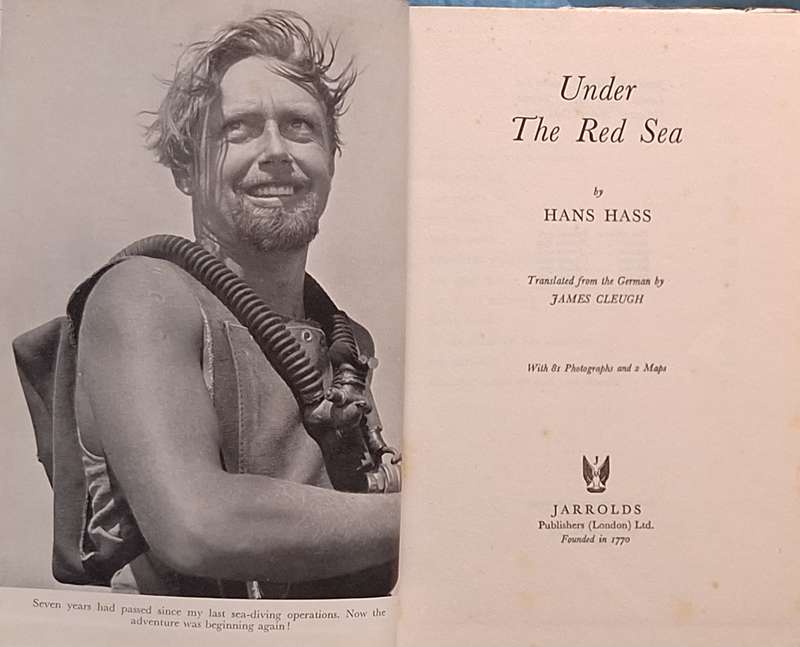 Seven years had passed since my last sea-diving operations. Now the
adventure was beginning again!
Under
The Red Sea
by
HANS HASS
Translated from the German by
JAMES CLEUGH
With 81 Photographs and 2 Maps
JARROLDS
Publishers (London) Ltd.
Founded in 1770